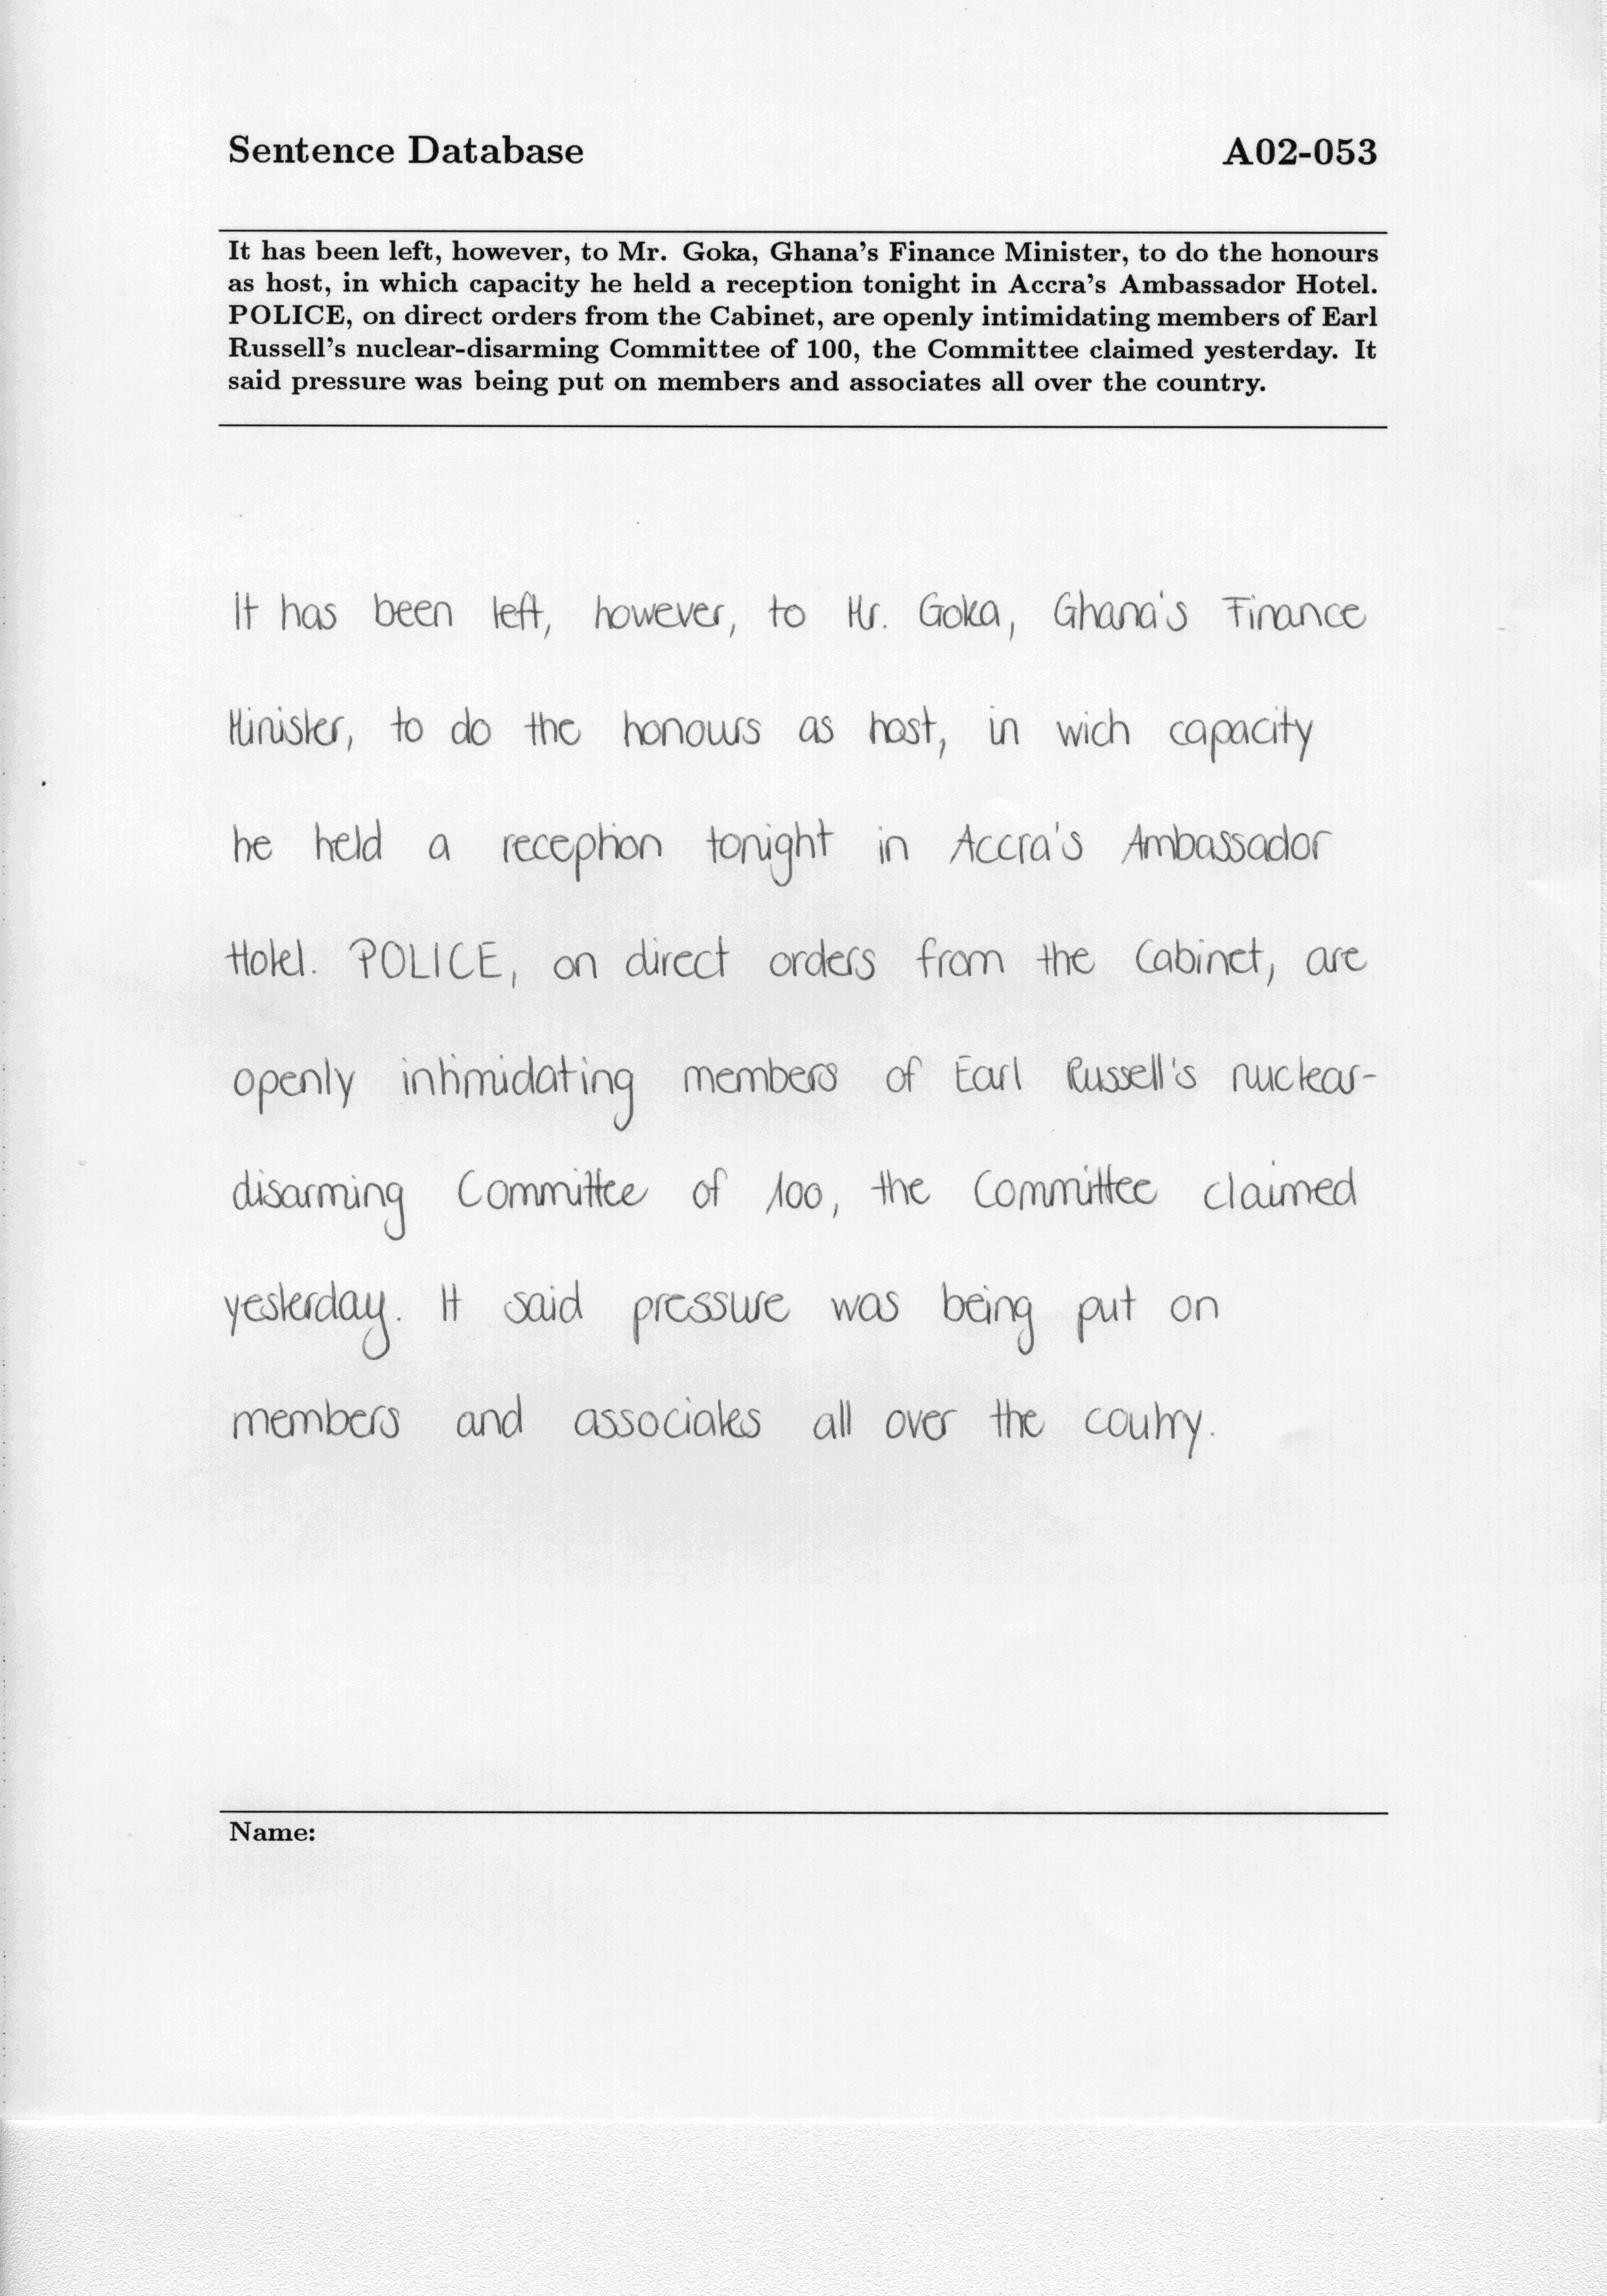 Sentence Database A02-053
It has been left, however, to Mr. Goka, Ghana's Finance Minister, to do the honours
as host, in which capacity he held a reception tonight in Accra's Ambassador Hotel.
POLICE, on direct orders from the Cabinet, are openly intimidating members of Earl
Russell's nuclear-disarming Committee of 100, the Committee claimed yesterday. It
said pressure was being put on members and associates all over the country.
It has been left, however, to Mr. Goka, Ghana's Finance
Minister, to do the honours as host, in wich capacity
he held a reception tonight in Accra's Ambassador
Hotel. POLICE, on direct orders from the Cabinet, are
openly intimidating members of Earl Russell's nuclear-
disarming Committee of 100, the Committee claimed
yesterday. It said pressure was being put on
members and associates all over the coutry.
Name: